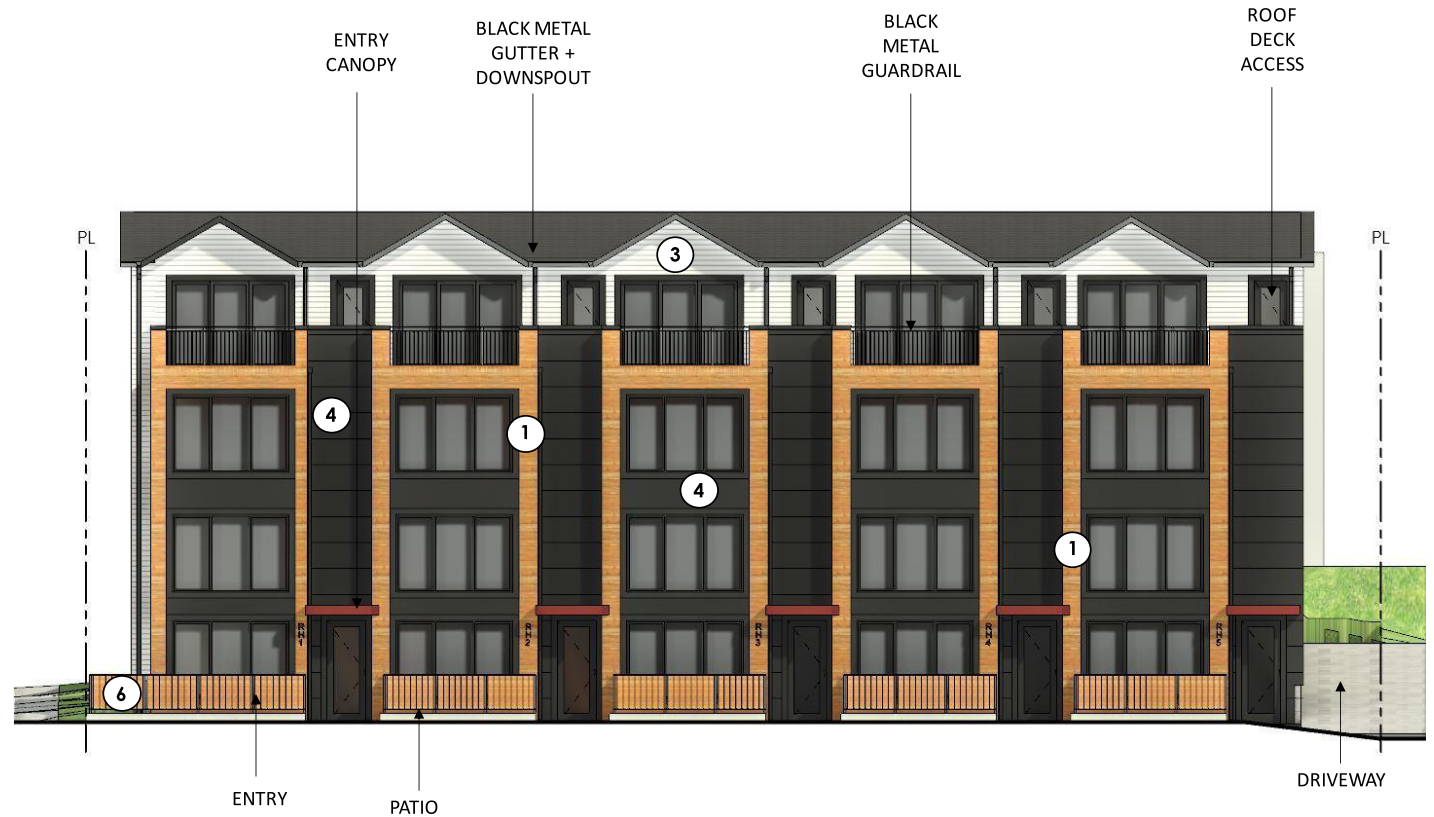 ENTRY
CANOPY
BLACK METAL
GUTTER +
DOWNSPOUT
BLACK
METAL
GUARDRAIL
ROOF
DECK
ACCESS
PL
PL
3
4
1
4
1
RH1
RH2
RH3
RH4
RH5
6
ENTRY
PATIO
DRIVEWAY